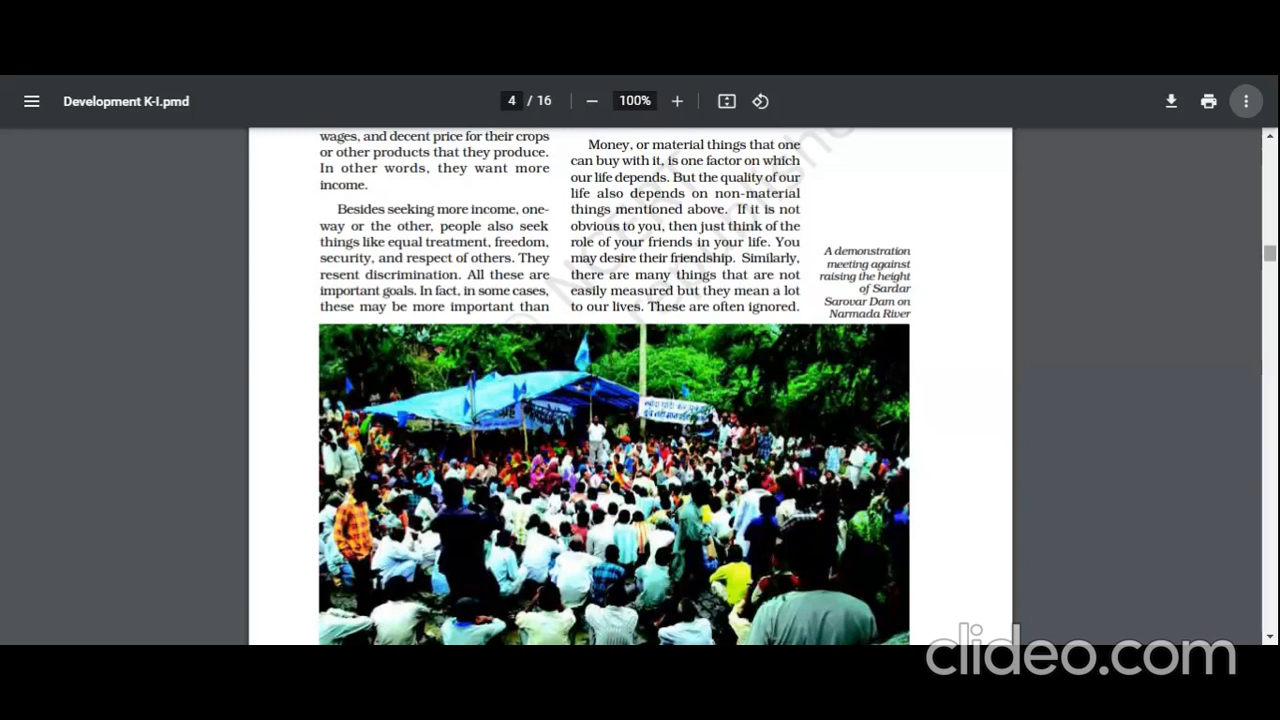 Development K-I.pmd
4 / 16
100%
wages, and decent price for their crops
or other products that they produce.
In other words, they want more
income.
Besides seeking more income, one-
way or the other, people also seek
things like equal treatment, freedom,
security, and respect of others. They
resent discrimination. All these are
important goals. In fact, in some cases,
these may be more important than
Money, or material things that one
can buy with it, is one factor on which
our life depends. But the quality of our
life also depends on non-material
things mentioned above. If it is not
obvious to you, then just think of the
role of your friends in your life. You
may desire their friendship. Similarly,
there are many things that are not
easily measured but they mean a lot
to our lives. These are often ignored.
A demonstration
meeting against
raising the height
of Sardar
Sarovar Dam on
Narmada River
© NCERT
republished
clideo.com